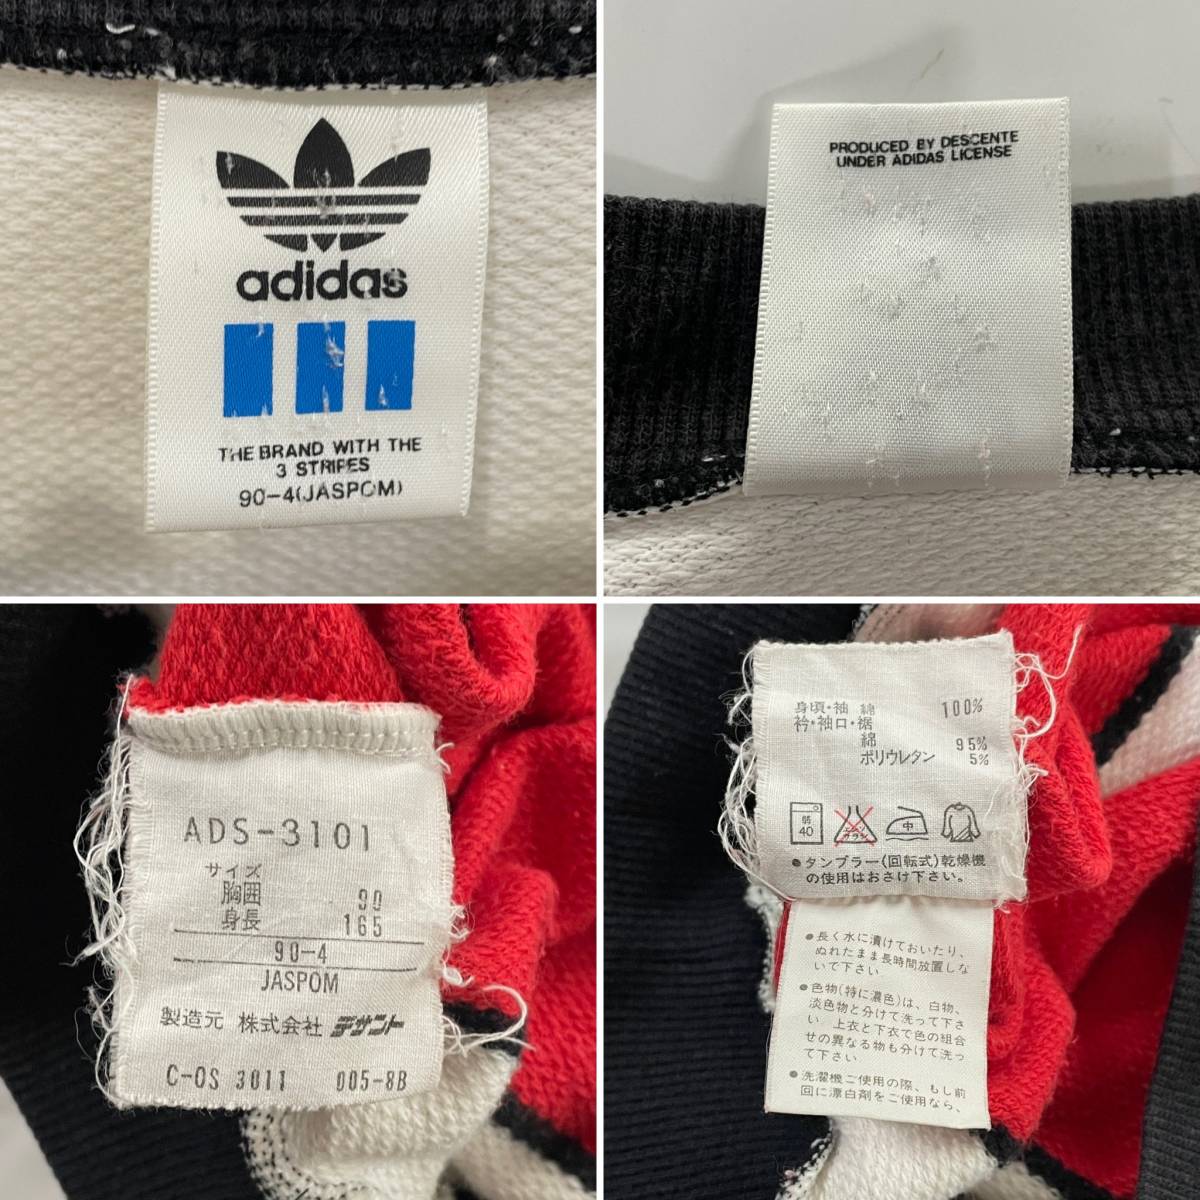 adidas
THE BRAND WITH THE
3 STRIPES
90-4(JASPOM)
PRODUCED BY DESCENTE
UNDER ADIDAS LICENSE
ADS-3101
サイズ
胸囲 90
身長 165
90-4
JASPOM
製造元 株式会社 デサント
C-OS 3011 005-8B
身頃・袖 綿 100%
衿・袖口・裾
綿 95%
ポリウレタン 5%
弱 40 エンソ サラシ 中
●タンブラー(回転式)乾燥機
の使用はおさけ下さい。
●長く水に漬けておいたり、
ぬれたまま長時間放置しな
いで下さい
●色物(特に濃色)は、白物、
淡色物と分けて洗って下さ
い 上衣と下衣で色の組合
せの異なる物も分けて洗っ
て下さい
●洗濯機ご使用の際、もし前
回に漂白剤をご使用なら、